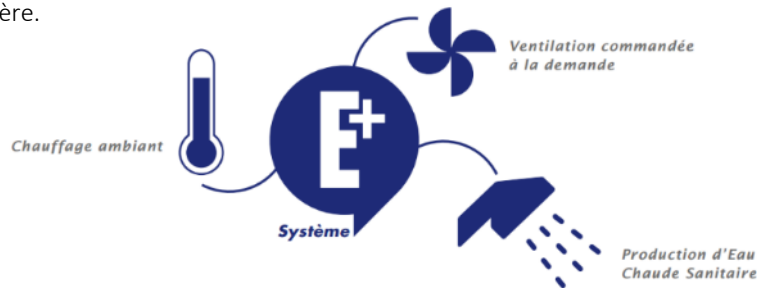 ère.
Ventilation commandée
à la demande
Chauffage ambiant
E+
Système
Production d'Eau
Chaude Sanitaire